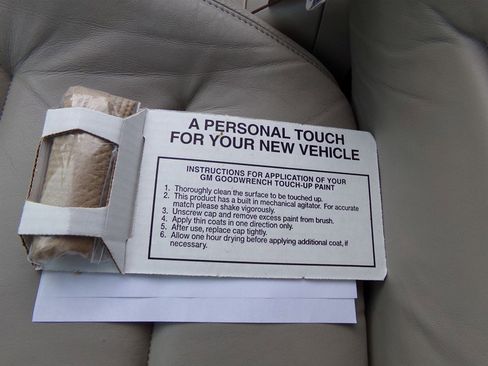 A PERSONAL TOUCH
FOR YOUR NEW VEHICLE
INSTRUCTIONS FOR APPLICATION OF YOUR
GM GOODWRENCH TOUCH-UP PAINT
1. Thoroughly clean the surface to be touched up.
2. This product has a built in mechanical agitator. For accurate
match please shake vigorously.
3. Unscrew cap and remove excess paint from brush.
4. Apply thin coats in one direction only.
5. After use, replace cap tightly.
6. Allow one hour drying before applying additional coat, if
necessary.